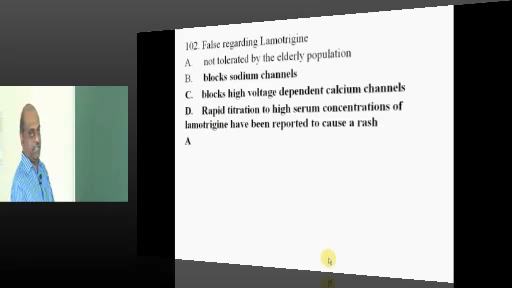 102. False regarding Lamotrigine
A. not tolerated by the elderly population
B. blocks sodium channels
C. blocks high voltage dependent calcium channels
D. Rapid titration to high serum concentrations of
lamotrigine have been reported to cause a rash
A